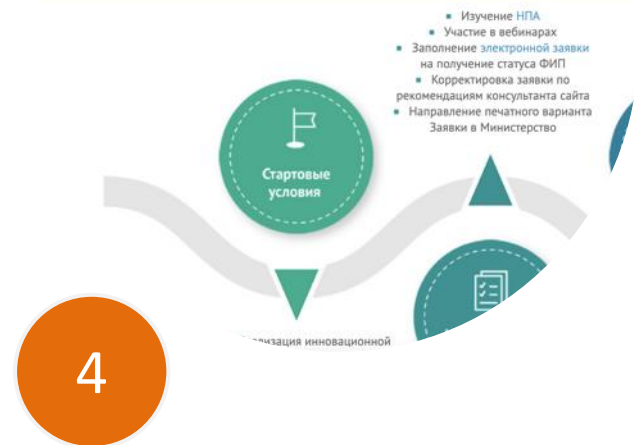 ▪ Изучение НПА
▪ Участие в вебинарах
▪ Заполнение электронной заявки
на получение статуса ФИП
▪ Корректировка заявки по
рекомендациям консультанта сайта
▪ Направление печатного варианта
Заявки в Министерство
Стартовые
условия
инновационной
4